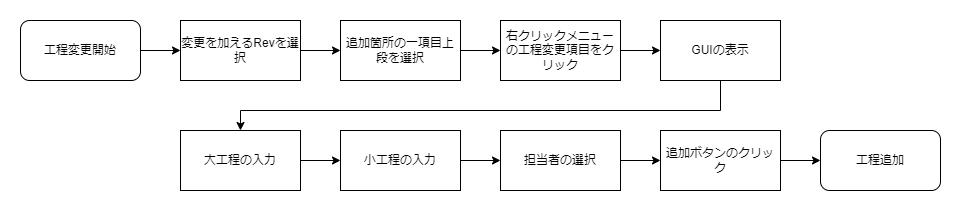 工程変更開始
変更を加えるRevを選
択
追加箇所の一項目上
段を選択
右クリックメニュー
の工程変更項目をク
リック
GUIの表示
大工程の入力
小工程の入力
担当者の選択
追加ボタンのクリッ
ク
工程追加